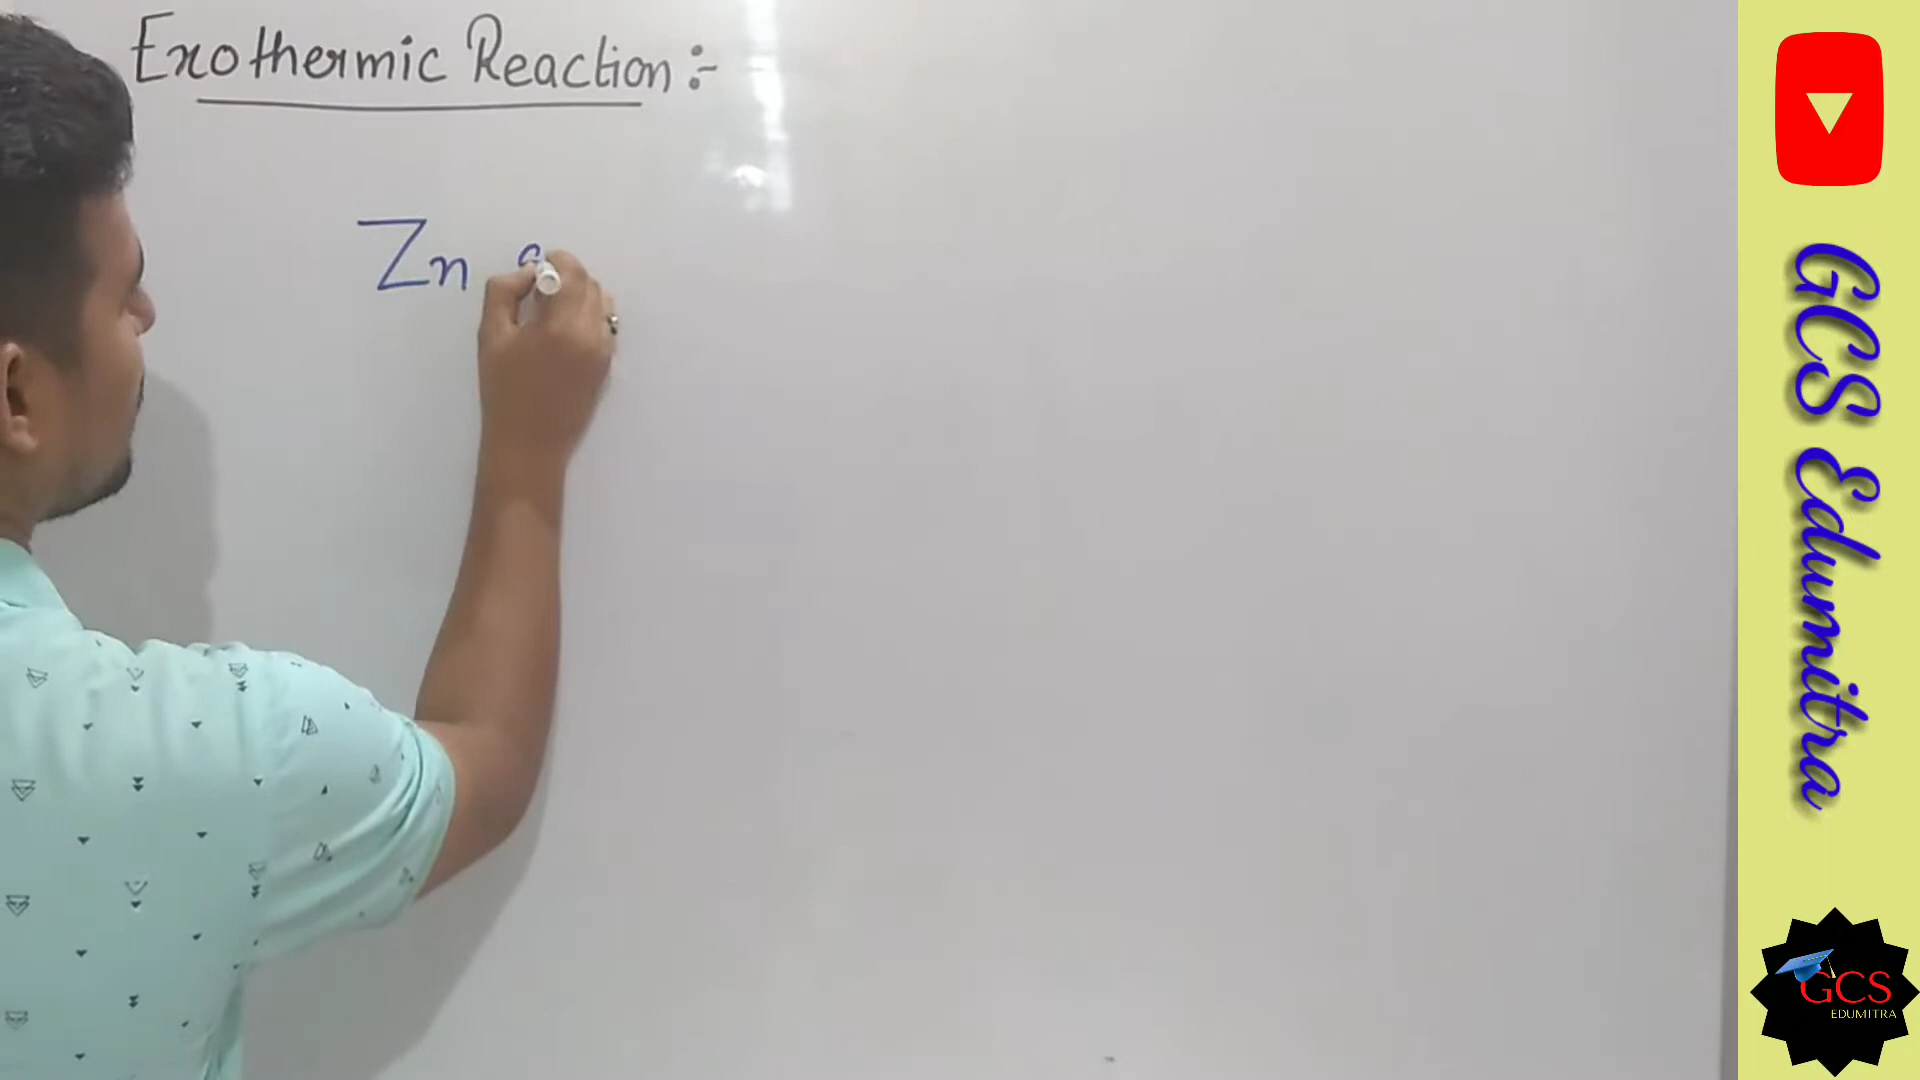 Exothermic Reaction :-
Zn
GCS Edumitra
GCS
EDUMITRA